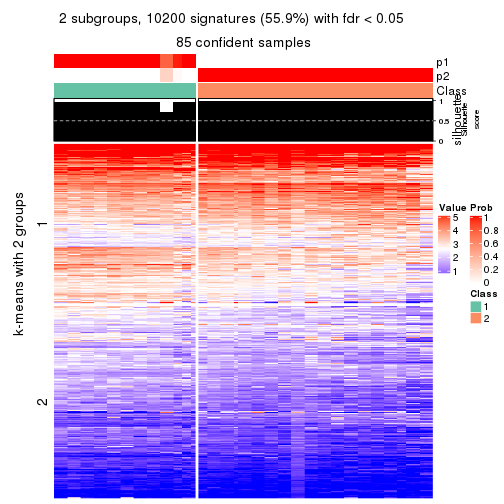 2 subgroups, 10200 signatures (55.9%) with fdr < 0.05
85 confident samples
p1
p2
Class
1
0.5
0
silhouette
Silhouette
score
k-means with 2 groups
1
2
Value
5
4
3
2
1
Prob
1
0.8
0.6
0.4
0.2
0
Class
1
2